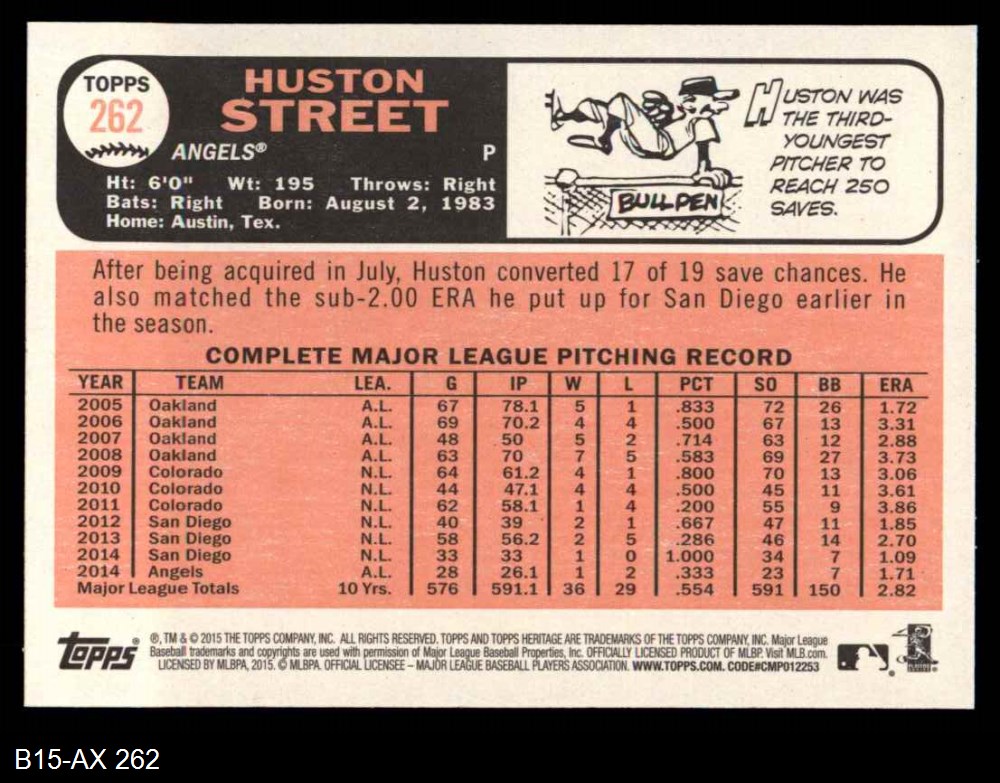 TOPPS
262
HUSTON
STREET
ANGELS® P
Ht: 6'0" Wt: 195 Throws: Right
Bats: Right Born: August 2, 1983
Home: Austin, Tex.
BULLPEN
HUSTON WAS
THE THIRD-
YOUNGEST
PITCHER TO
REACH 250
SAVES.
After being acquired in July, Huston converted 17 of 19 save chances. He
also matched the sub-2.00 ERA he put up for San Diego earlier in
the season.
COMPLETE MAJOR LEAGUE PITCHING RECORD
YEAR TEAM LEA. G IP W L PCT SO BB ERA
2005 Oakland A.L. 67 78.1 5 1 .833 72 26 1.72
2006 Oakland A.L. 69 70.2 4 4 .500 67 13 3.31
2007 Oakland A.L. 48 50 5 2 .714 63 12 2.88
2008 Oakland A.L. 63 70 7 5 .583 69 27 3.73
2009 Colorado N.L. 64 61.2 4 1 .800 70 13 3.06
2010 Colorado N.L. 44 47.1 4 4 .500 45 11 3.61
2011 Colorado N.L. 62 58.1 1 4 .200 55 9 3.86
2012 San Diego N.L. 40 39 2 1 .667 47 11 1.85
2013 San Diego N.L. 58 56.2 2 5 .286 46 14 2.70
2014 San Diego N.L. 33 33 1 0 1.000 34 7 1.09
2014 Angels A.L. 28 26.1 1 2 .333 23 7 1.71
Major League Totals 10 Yrs. 576 591.1 36 29 .554 591 150 2.82
topps®
®, TM & © 2015 THE TOPPS COMPANY, INC. ALL RIGHTS RESERVED. TOPPS AND TOPPS HERITAGE ARE TRADEMARKS OF THE TOPPS COMPANY, INC. Major League
Baseball trademarks and copyrights are used with permission of Major League Baseball Properties, Inc. OFFICIALLY LICENSED PRODUCT OF MLBP. Visit MLB.com.
LICENSED BY MLBPA, 2015. © MLBPA. OFFICIAL LICENSEE – MAJOR LEAGUE BASEBALL PLAYERS ASSOCIATION. WWW.TOPPS.COM. CODE#CMP012253
B15-AX 262